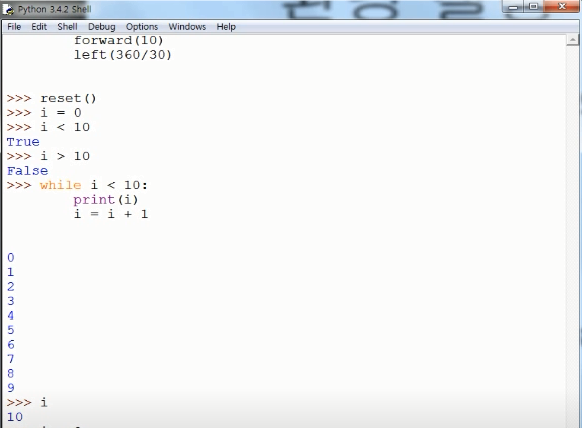 Python 3.4.2 Shell
File Edit Shell Debug Options Windows Help
forward(10)
left(360/30)
>>> reset()
>>> i = 0
>>> i < 10
True
>>> i > 10
False
>>> while i < 10:
print(i)
i = i + 1
0
1
2
3
4
5
6
7
8
9
>>> i
10